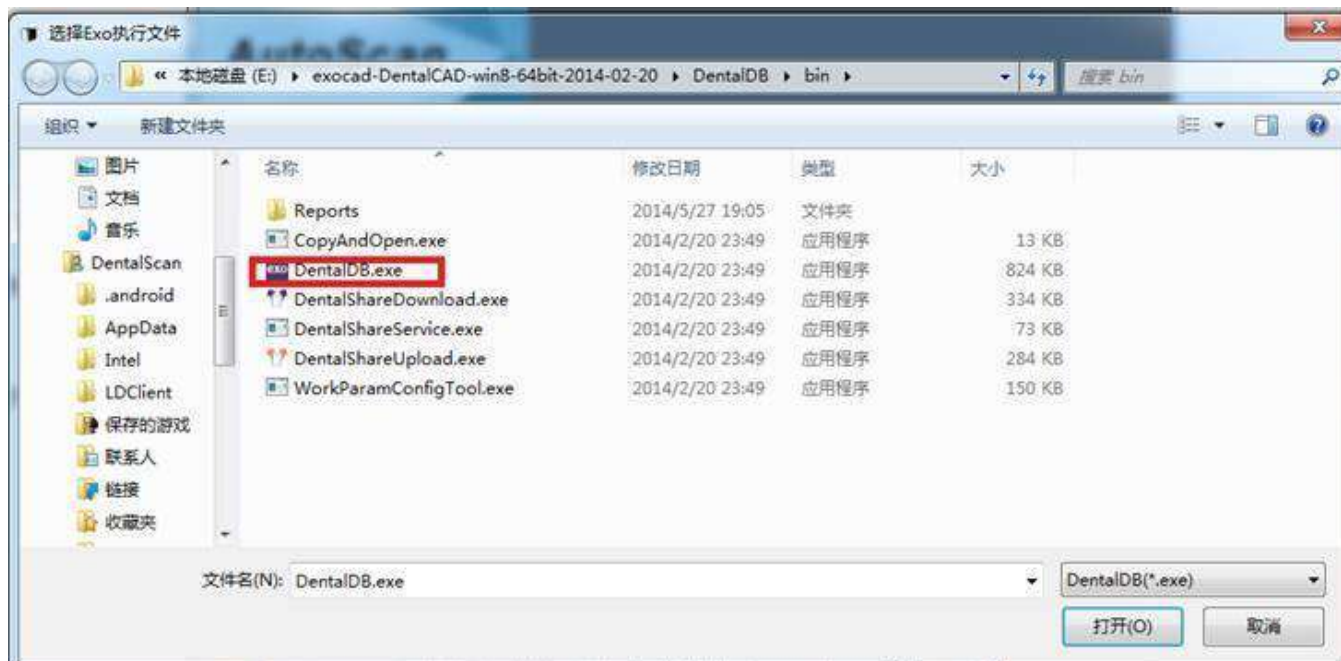 选择Exo执行文件
AutoScan
« 本地磁盘 (E:) ▸ exocad-DentalCAD-win8-64bit-2014-02-20 ▸ DentalDB ▸ bin ▸
搜索 bin
组织 ▾ 新建文件夹
图片
文档
音乐
DentalScan
.android
AppData
Intel
LDClient
保存的游戏
联系人
链接
收藏夹
名称 修改日期 类型 大小
Reports 2014/5/27 19:05 文件夹
CopyAndOpen.exe 2014/2/20 23:49 应用程序 13 KB
exo DentalDB.exe 2014/2/20 23:49 应用程序 824 KB
DentalShareDownload.exe 2014/2/20 23:49 应用程序 334 KB
DentalShareService.exe 2014/2/20 23:49 应用程序 73 KB
DentalShareUpload.exe 2014/2/20 23:49 应用程序 284 KB
WorkParamConfigTool.exe 2014/2/20 23:49 应用程序 150 KB
文件名(N): DentalDB.exe DentalDB(*.exe)
打开(O) 取消